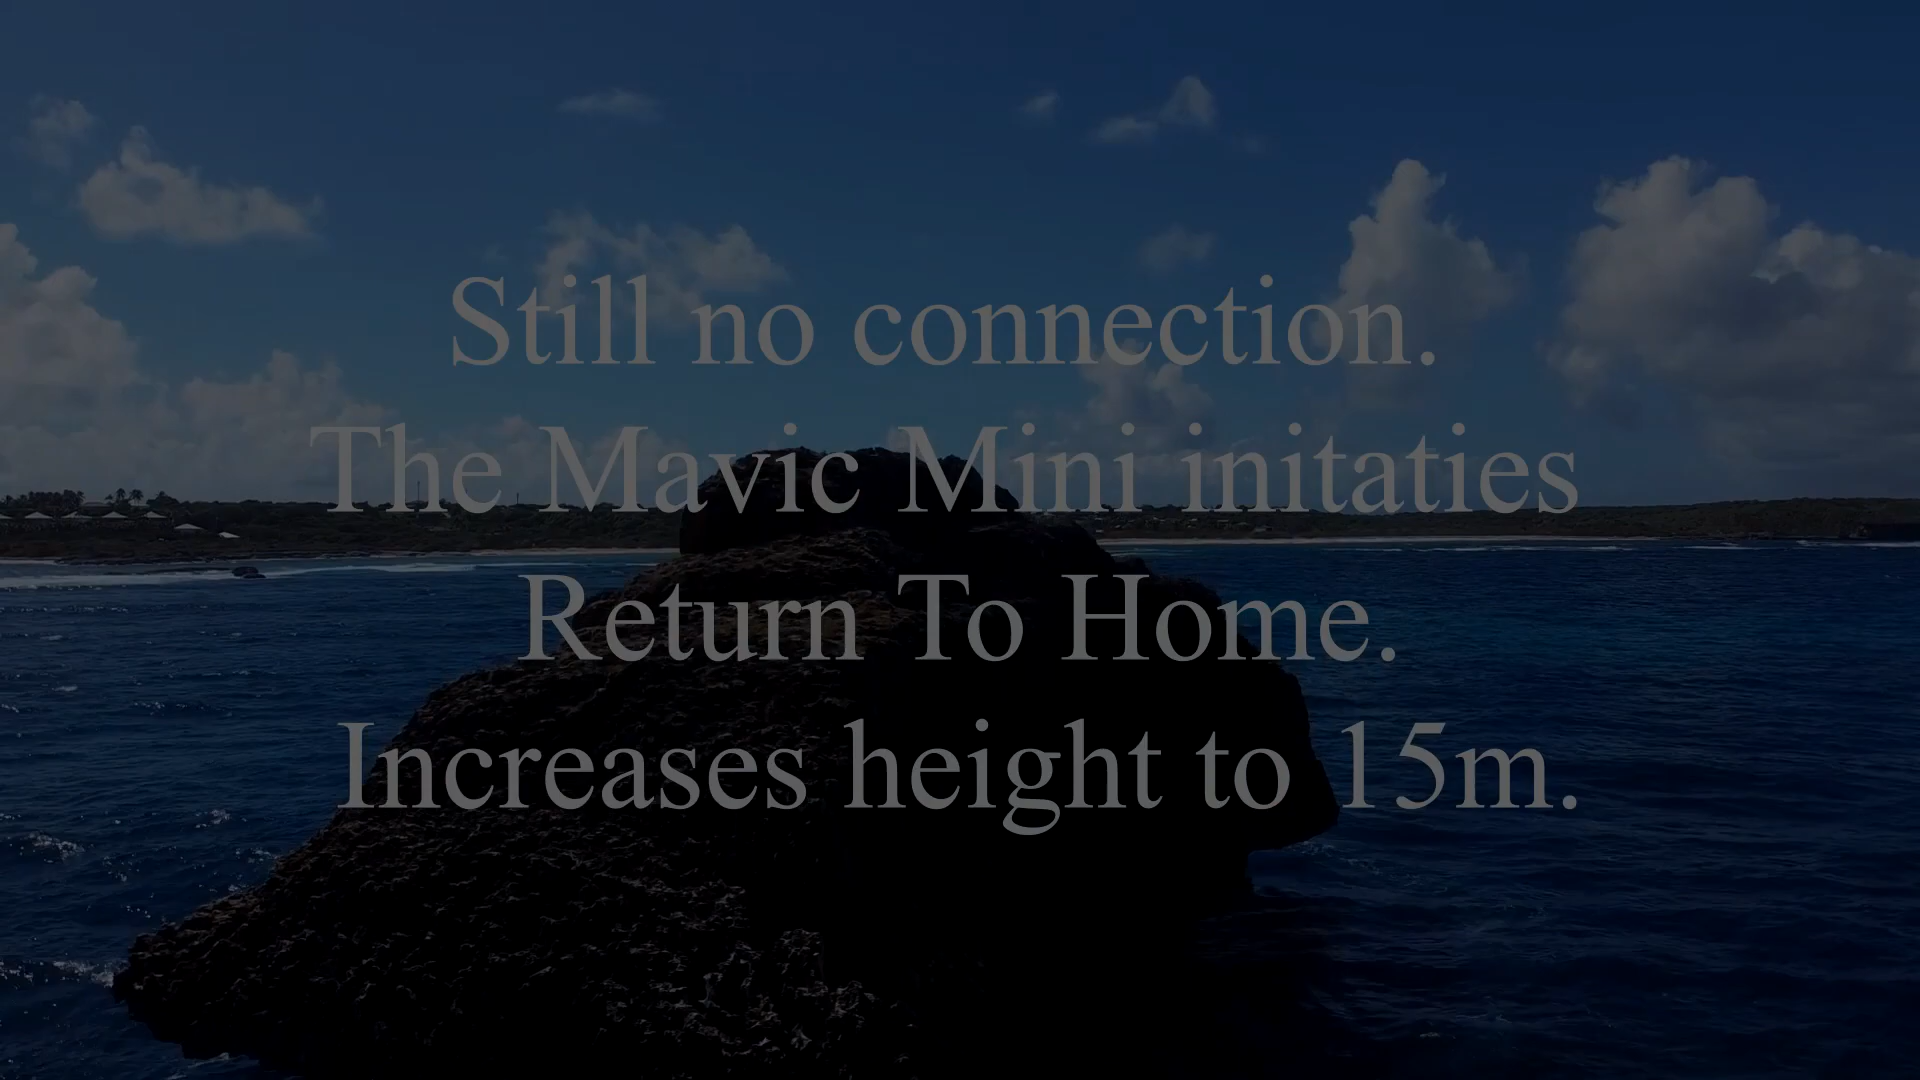 Still no connection.
The Mavic Mini initaties
Return To Home.
Increases height to 15m.